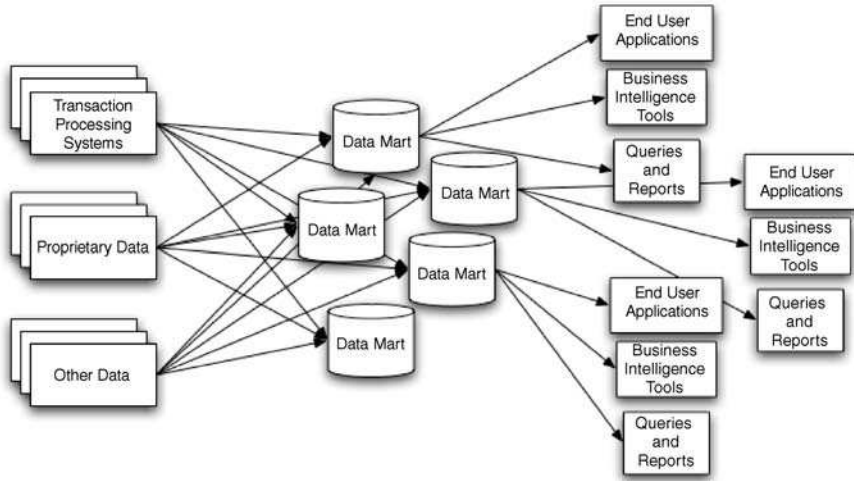 Transaction
Processing
Systems
Proprietary Data
Other Data
Data Mart
Data Mart
Data Mart
Data Mart
Data Mart
End User
Applications
Business
Intelligence
Tools
Queries
and
Reports
End User
Applications
Business
Intelligence
Tools
Queries
and
Reports
End User
Applications
Business
Intelligence
Tools
Queries
and
Reports